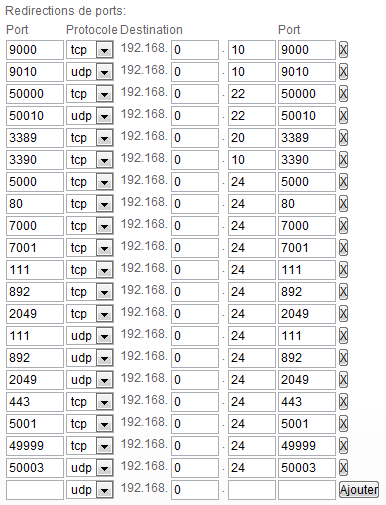 Redirections de ports:
Port Protocole Destination Port
9000 tcp 192.168. 0 . 10 9000 X
9010 udp 192.168. 0 . 10 9010 X
50000 tcp 192.168. 0 . 22 50000 X
50010 udp 192.168. 0 . 22 50010 X
3389 tcp 192.168. 0 . 20 3389 X
3390 tcp 192.168. 0 . 10 3390 X
5000 tcp 192.168. 0 . 24 5000 X
80 tcp 192.168. 0 . 24 80 X
7000 tcp 192.168. 0 . 24 7000 X
7001 tcp 192.168. 0 . 24 7001 X
111 tcp 192.168. 0 . 24 111 X
892 tcp 192.168. 0 . 24 892 X
2049 tcp 192.168. 0 . 24 2049 X
111 udp 192.168. 0 . 24 111 X
892 udp 192.168. 0 . 24 892 X
2049 udp 192.168. 0 . 24 2049 X
443 tcp 192.168. 0 . 24 443 X
5001 tcp 192.168. 0 . 24 5001 X
49999 tcp 192.168. 0 . 24 49999 X
50003 udp 192.168. 0 . 24 50003 X
udp 192.168. 0 . Ajouter